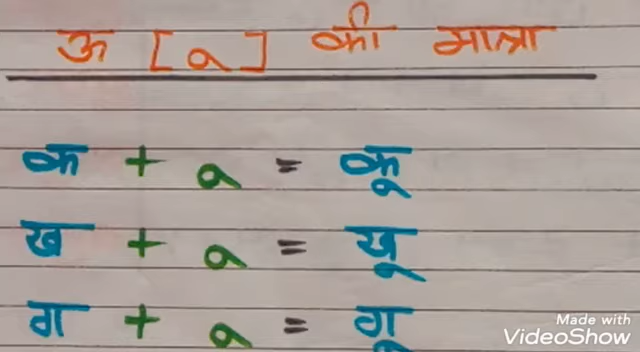 ऊ [ ू ] की मात्रा
क + ू = कू
ख + ू = खू
ग + ू = गू
Made with
VideoShow